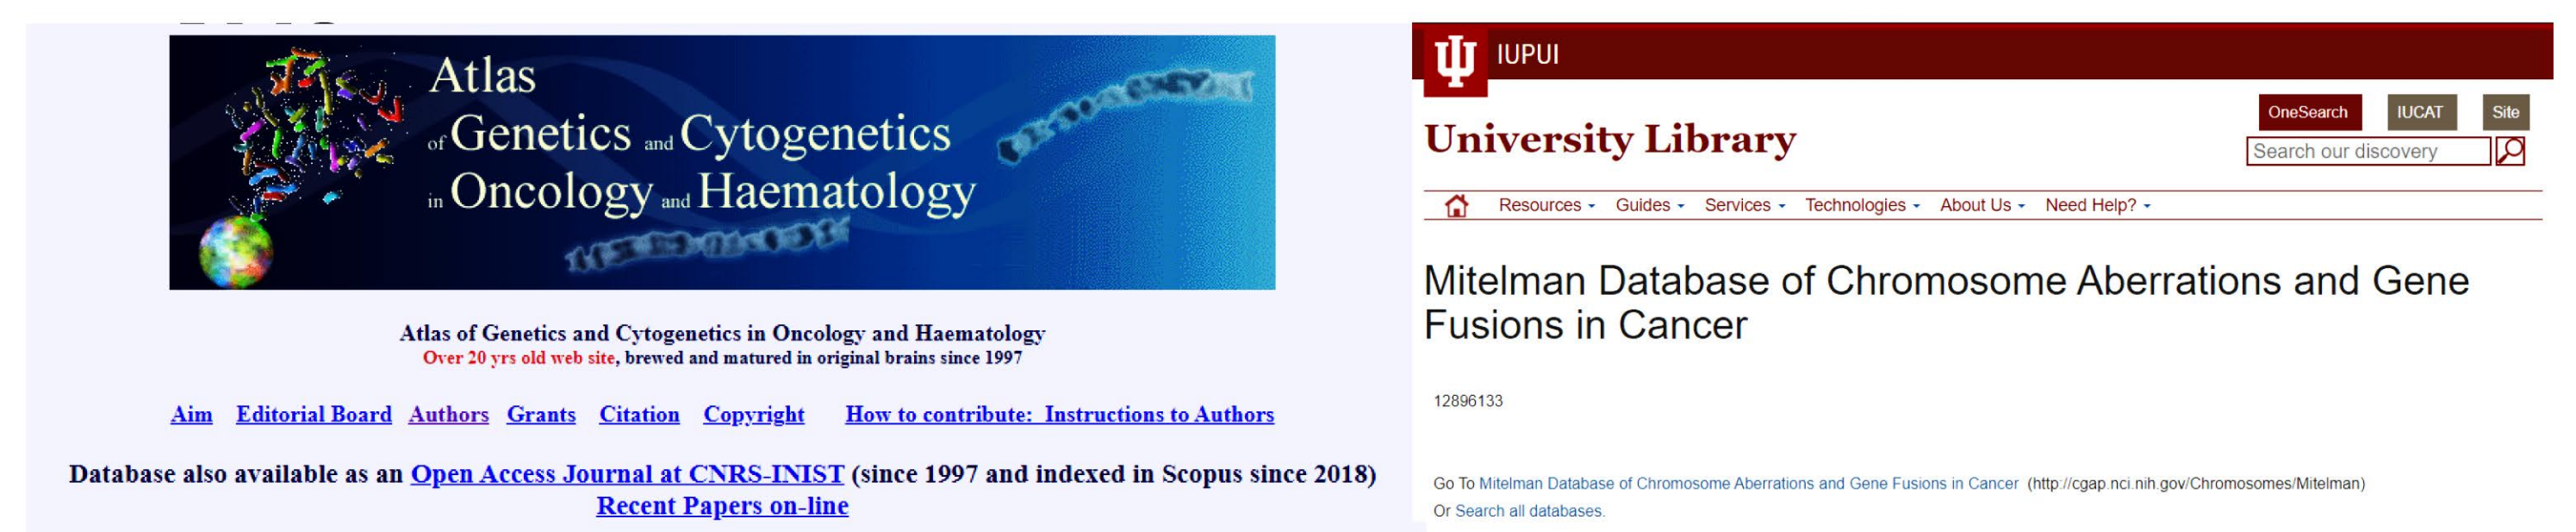 Atlas
of Genetics and Cytogenetics
in Oncology and Haematology
Atlas of Genetics and Cytogenetics in Oncology and Haematology
Over 20 yrs old web site, brewed and matured in original brains since 1997
Aim Editorial Board Authors Grants Citation Copyright How to contribute: Instructions to Authors
Database also available as an Open Access Journal at CNRS-INIST (since 1997 and indexed in Scopus since 2018)
Recent Papers on-line
IUPUI
OneSearch IUCAT Site
University Library
Search our discovery
Resources Guides Services Technologies About Us Need Help?
Mitelman Database of Chromosome Aberrations and Gene
Fusions in Cancer
12896133
Go To Mitelman Database of Chromosome Aberrations and Gene Fusions in Cancer (http://cgap.nci.nih.gov/Chromosomes/Mitelman)
Or Search all databases.